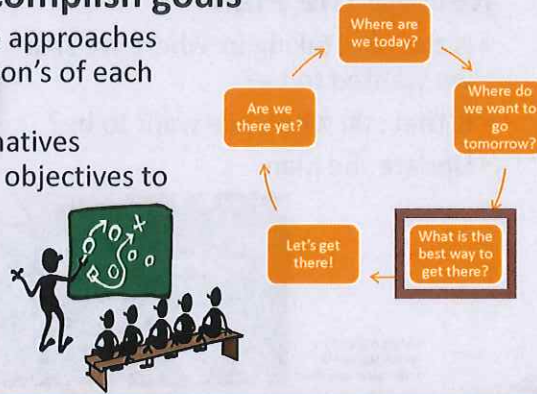 complish goals
approaches
on's of each
natives
objectives to
Where are
we today?
Where do
we want to
go
tomorrow?
What is the
best way to
get there?
Let's get
there!
Are we
there yet?